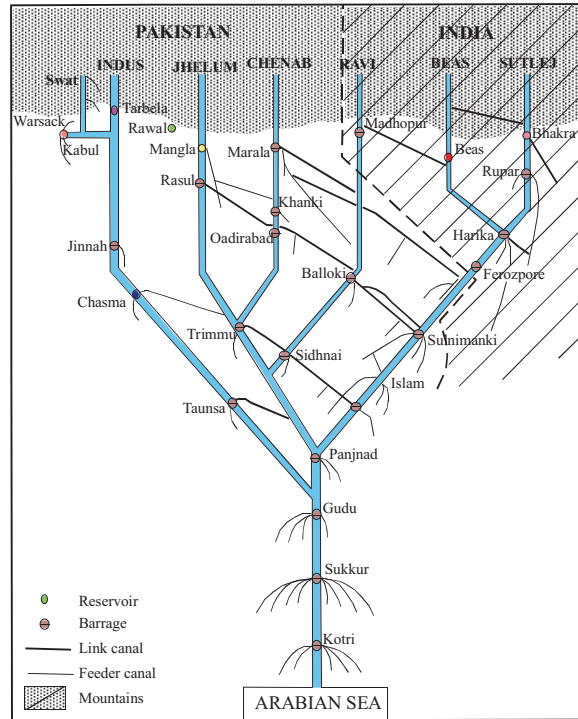 PAKISTAN
INDIA
INDUS
JHELUM
CHENAB
RAVI
BEAS
SUTLEJ
Swat
Tarbela
Warsack
Rawal
Kabul
Mangla
Marala
Madhopur
Beas
Bhakra
Rasul
Rupar
Khanki
Oadirabad
Harika
Jinnah
Balloki
Ferozpore
Chasma
Trimmu
Sidhnai
Sulnimanki
Islam
Taunsa
Panjnad
Gudu
Sukkur
Kotri
Reservoir
Barrage
Link canal
Feeder canal
Mountains
ARABIAN SEA